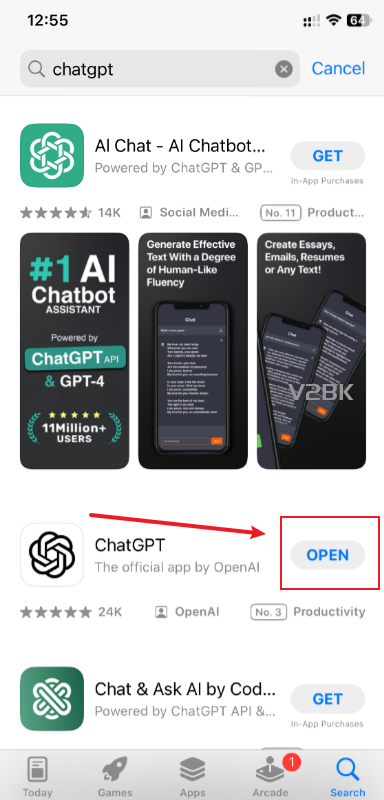 12:55
64
chatgpt
Cancel
AI Chat - AI Chatbot...
Powered by ChatGPT & GP...
GET
In-App Purchases
14K
Social Medi...
No. 11
Product...
#1 AI
Chatbot
ASSISTANT
Powered by
ChatGPT API
& GPT-4
11Million+
USERS
Generate Effective
Text With a Degree
of Human-Like
Fluency
Chat
Create Essays,
Emails, Resumes
or Any Text!
Chat
V2BK
ChatGPT
The official app by OpenAI
OPEN
24K
OpenAI
No. 3
Productivity
Chat & Ask AI by Cod...
Powered by ChatGPT API &...
GET
In-App Purchases
Today
Games
Apps
Arcade
1
Search